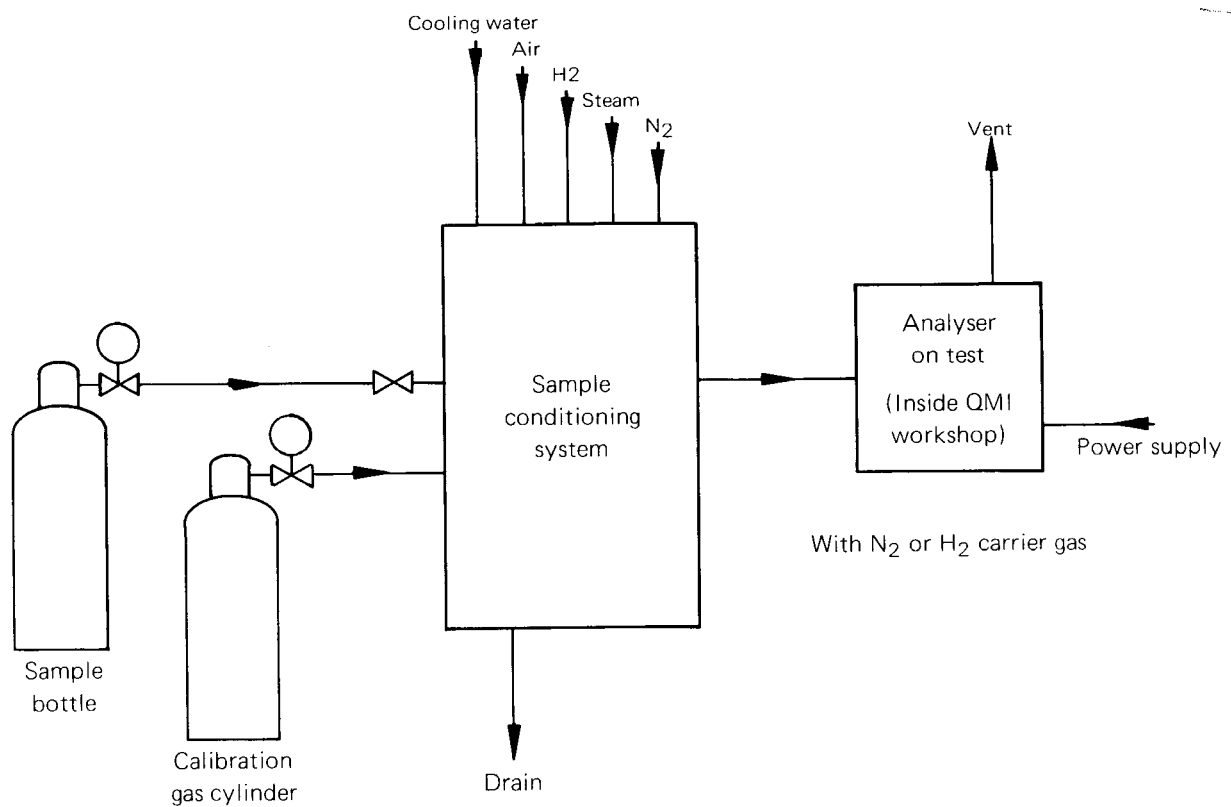 Cooling water
Air
H2
Steam
N₂
Vent
Analyser
on test
(Inside QMI
workshop)
Power supply
Sample
conditioning
system
With N₂ or H₂ carrier gas
Sample
bottle
Calibration
gas cylinder
Drain